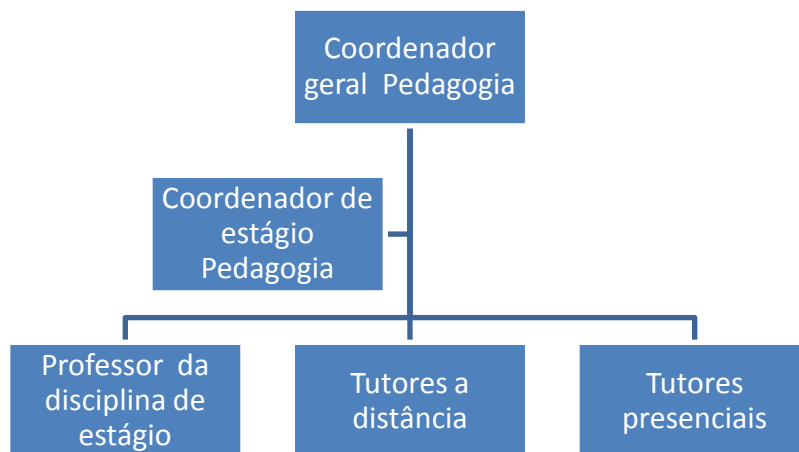 Coordenador
geral Pedagogia
Coordenador de
estágio
Pedagogia
Professor da
disciplina de
estágio
Tutores a
distância
Tutores
presenciais